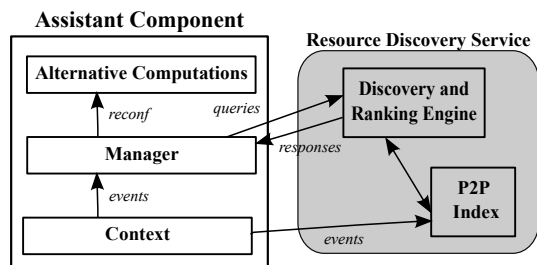 Assistant Component
Resource Discovery Service
Alternative Computations
Discovery and
Ranking Engine
queries
reconf
responses
Manager
events
P2P
Index
Context
events